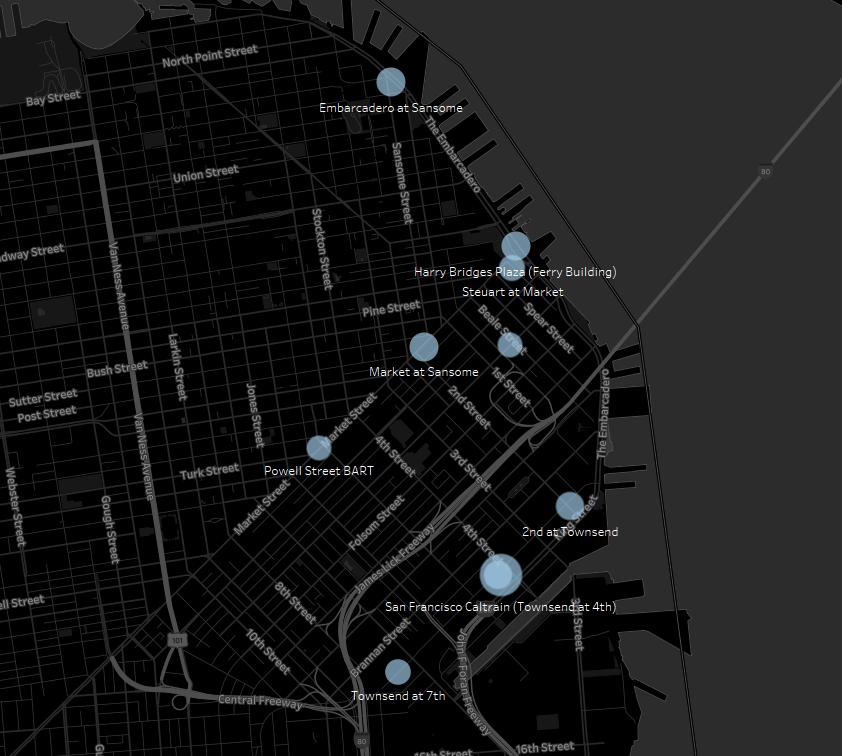 North Point Street
Bay Street
Embarcadero at Sansome
The Embarcadero
Sansome Street
Union Street
80
Stockton Street
Van Ness Avenue
Harry Bridges Plaza (Ferry Building)
Steuart at Market
Pine Street
Beale Street
Spear Street
Larkin Street
Bush Street
Market at Sansome
1st Street
Sutter Street
Post Street
Jones Street
Market Street
2nd Street
The Embarcadero
Van Ness Avenue
4th Street
3rd Street
Powell Street BART
Turk Street
Webster Street
Gough Street
Market Street
Folsom Street
2nd at Townsend
King Street
4th Street
James Lick Freeway
8th Street
San Francisco Caltrain (Townsend at 4th)
3rd Street
101
10th Street
Brannan Street
John F Foran Freeway
Townsend at 7th
Central Freeway
80
16th Street
16th Street